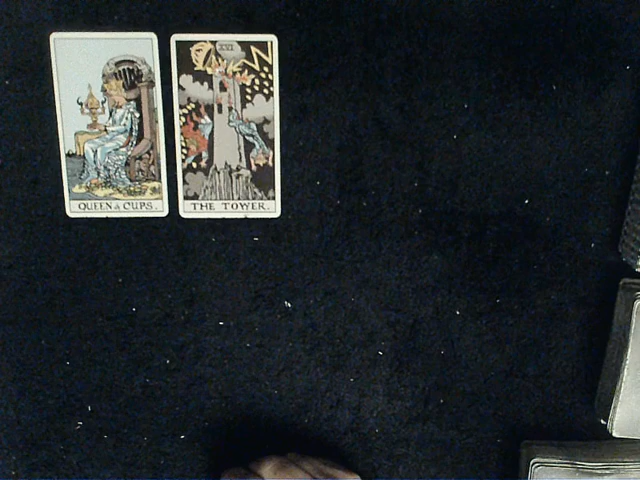 QUEEN of CUPS.
XVI
THE TOWER.